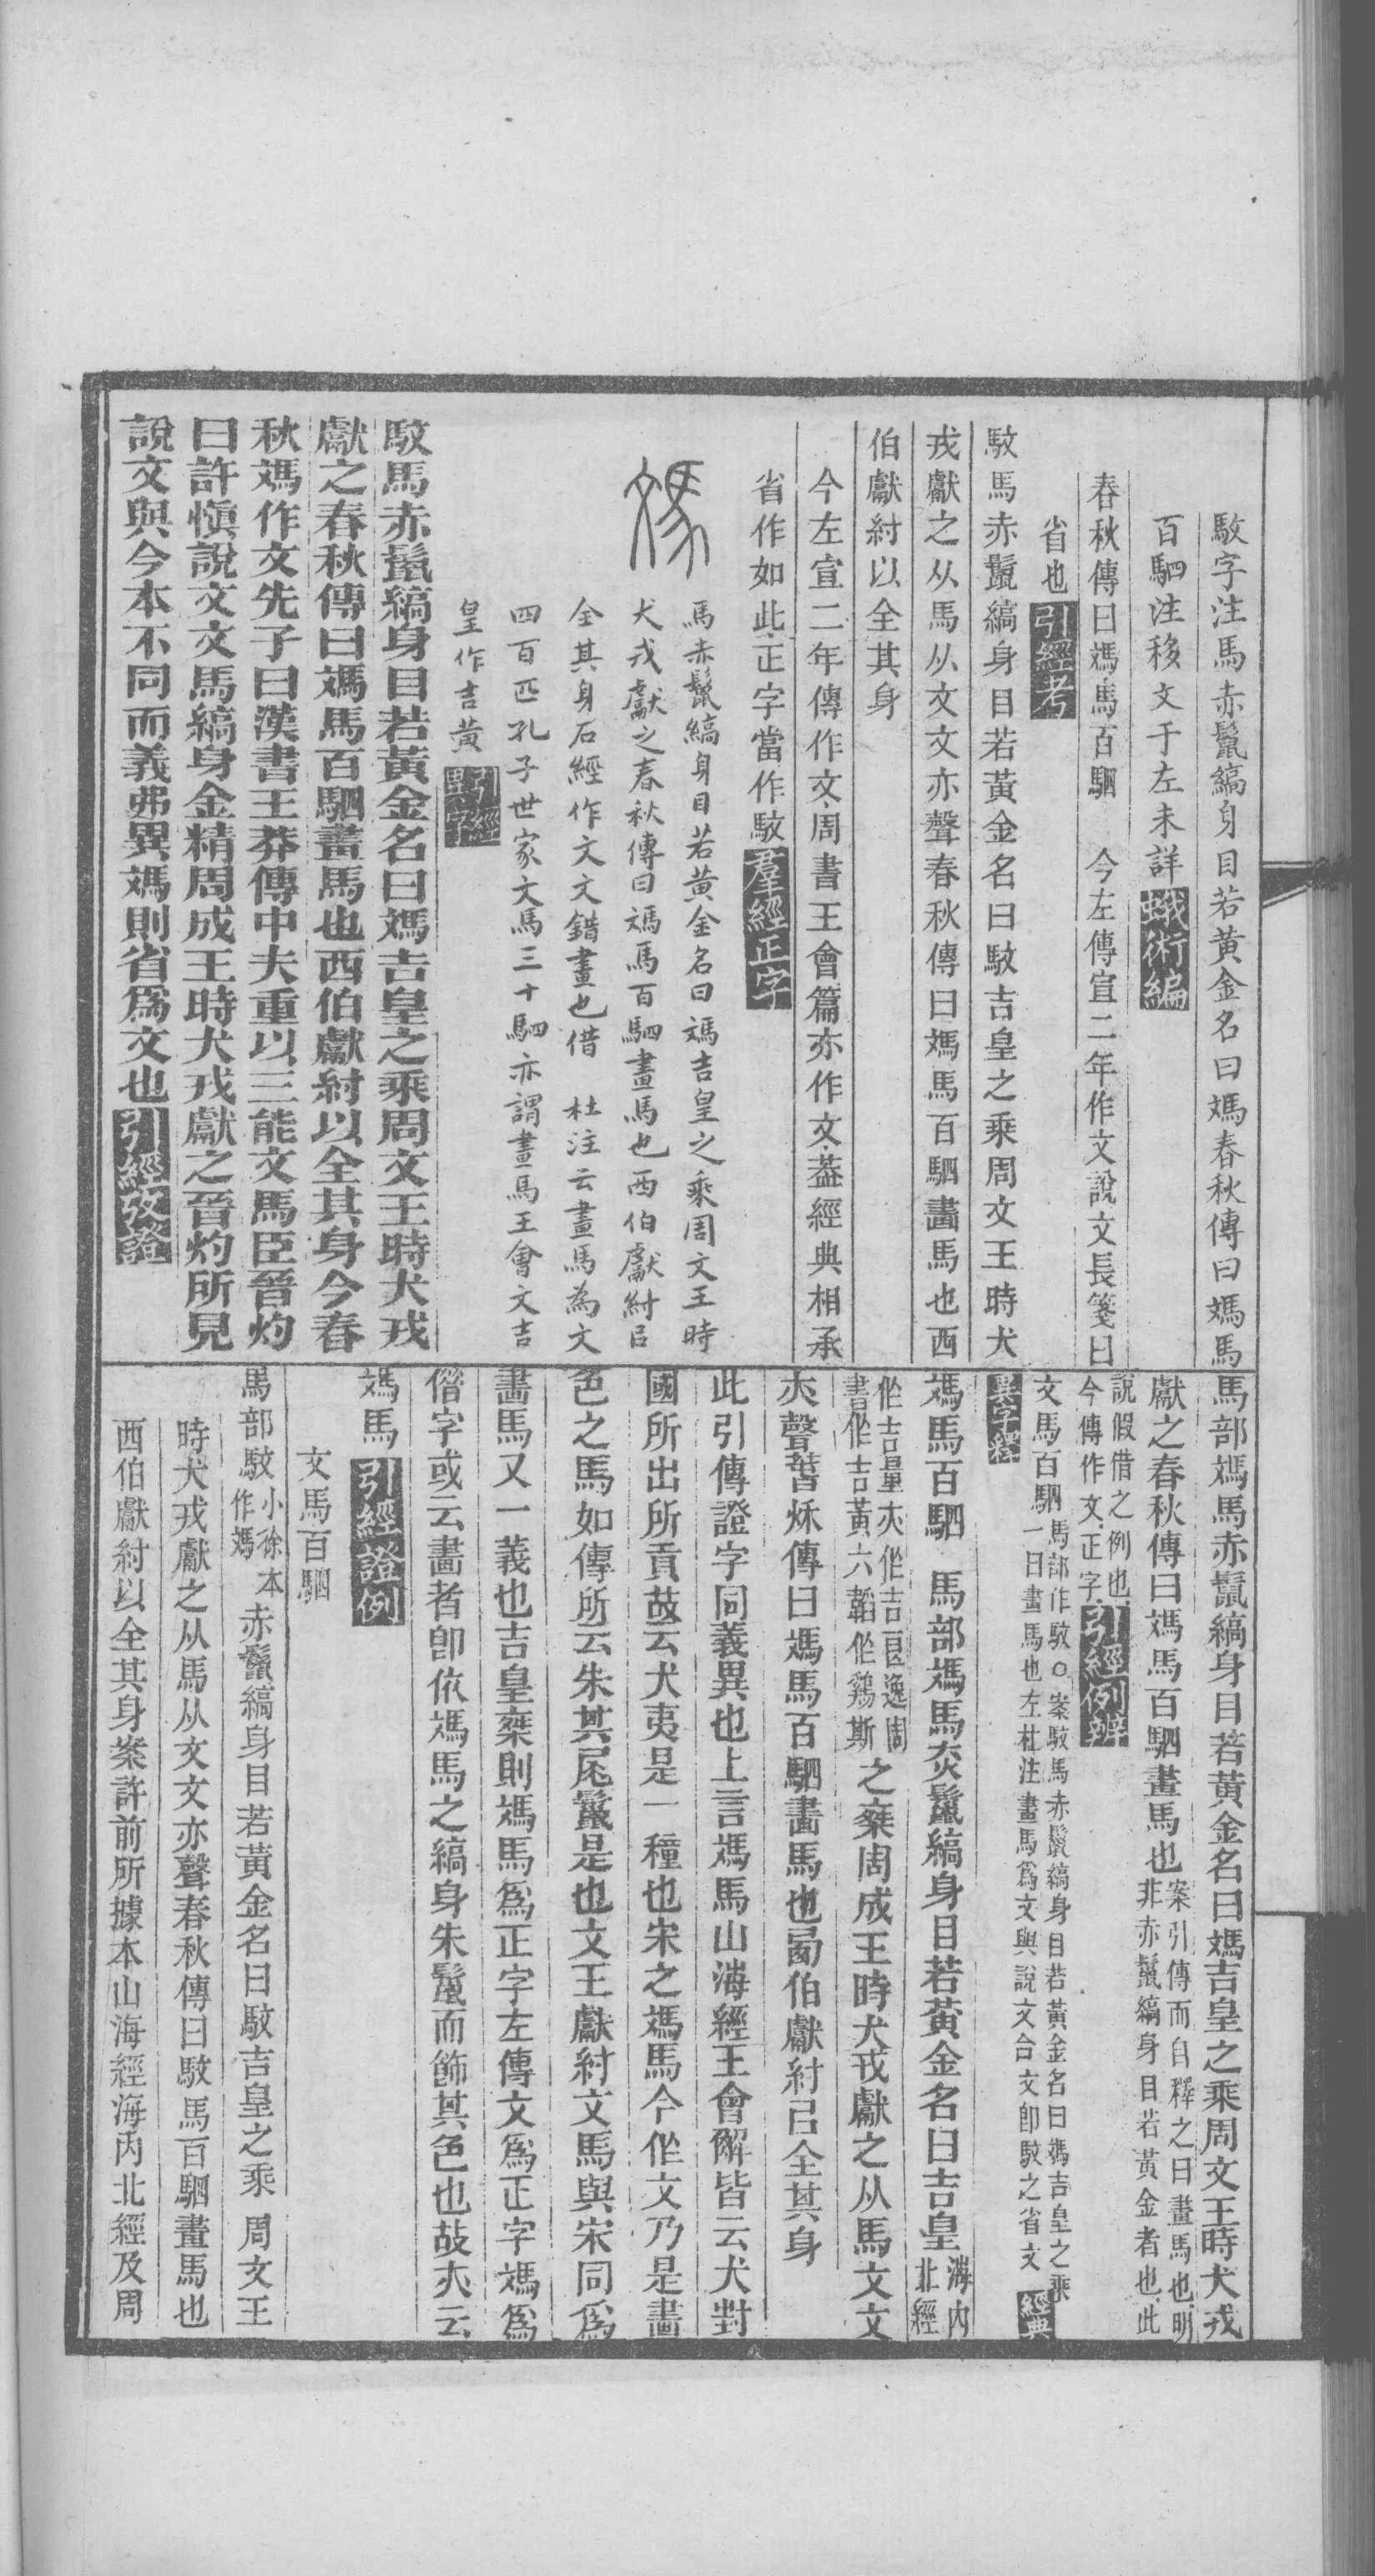 駁字注馬赤鬣縞身目若黃金名曰媽春秋傳曰媽馬
百駟注移文于左未詳蛾術編
春秋傳曰媽馬百駟 今左傳宣二年作文說文長箋曰
省也引經考
駁馬赤鬣縞身目若黃金名曰駁吉皇之乘周文王時犬
戎獻之从馬从文文亦聲春秋傳曰媽馬百駟畫馬也西
伯獻紂以全其身
今左宣二年傳作文周書王會篇亦作文葢經典相承
省作如此正字當作駁羣經正字
馬赤鬣縞身目若黃金名曰媽吉皇之乘周文王時
犬戎獻之春秋傳曰媽馬百駟畫馬也西伯獻紂㠯
全其身石經作文文錯畫也借 杜注云畫馬為文
四百匹孔子世家文馬三十駟亦謂畫馬王會文吉
皇作吉黃引經異字
駁馬赤鬣縞身目若黃金名曰媽吉皇之乘周文王時犬戎
獻之春秋傳曰媽馬百駟畫馬也西伯獻紂以全其身今春
秋媽作文先子曰漢書王莽傳中夫重以三能文馬臣晉灼
曰許慎說文文馬縞身金精周成王時犬戎獻之晉灼所見
說文與今本不同而義弗異媽則省爲文也引經攷證
馬部媽馬赤鬣縞身目若黃金名曰媽吉皇之乘周文王時犬戎
獻之春秋傳曰媽馬百駟畫馬也案引傳而自釋之曰畫馬也明非赤鬣縞身目若黃金者也此
說假借之例也今傳作文正字引經例辨
文馬百駟馬部作駁○案駁馬赤鬣縞身目若黃金名曰媽吉皇之乘一曰畫馬也左杜注畫馬爲文與說文合文卽駁之省文經典
異字釋
媽馬百駟 馬部媽馬赤鬣縞身目若黃金名曰吉皇海內北經
作吉量亦作吉良逸周書作吉黃六韜作雞斯之乘周成王時犬戎獻之从馬文文
亦聲春秋傳曰媽馬百駟畫馬也西伯獻紂㠯全其身
此引傳證字同義異也上言媽馬山海經王會解皆云犬封
國所出所貢故云犬夷是一種也宋之媽馬今作文乃是畫
色之馬如傳所云朱其尾鬣是也文王獻紂文馬與宋同爲
畫馬又一義也吉皇乘則媽馬爲正字左傳文爲正字媽爲
僭字或云畫者卽依媽馬之縞身朱鬣而飾其色也故亦云
媽馬引經證例
文馬百駟
馬部駁小徐本作媽赤鬣縞身目若黃金名曰駁吉皇之乘 周文王
時犬戎獻之从馬从文文亦聲春秋傳曰駁馬百駟畫馬也
西伯獻紂以全其身案許前所據本山海經海內北經及周